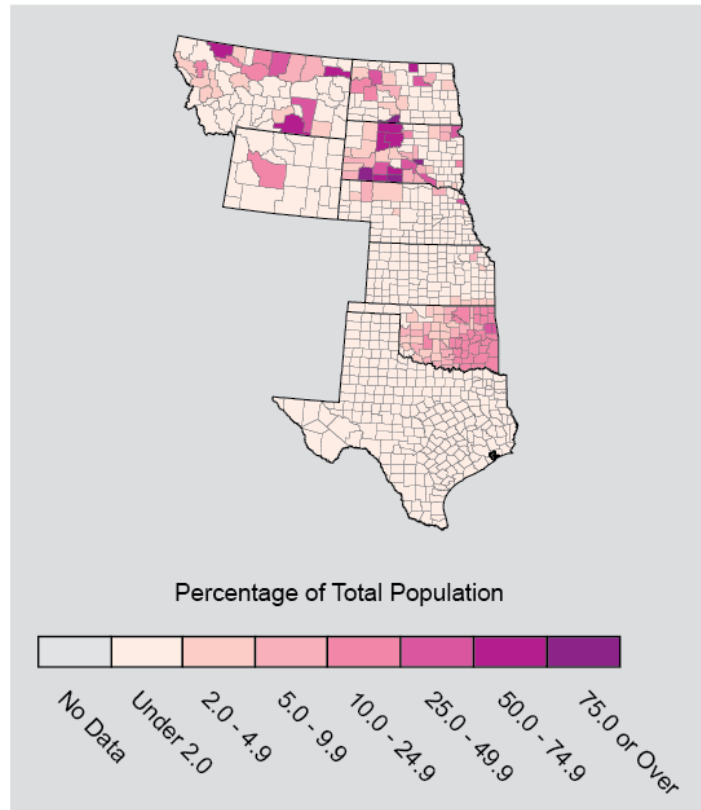 Percentage of Total Population
No Data
Under 2.0
2.0 - 4.9
5.0 - 9.9
10.0 - 24.9
25.0 - 49.9
50.0 - 74.9
75.0 or Over